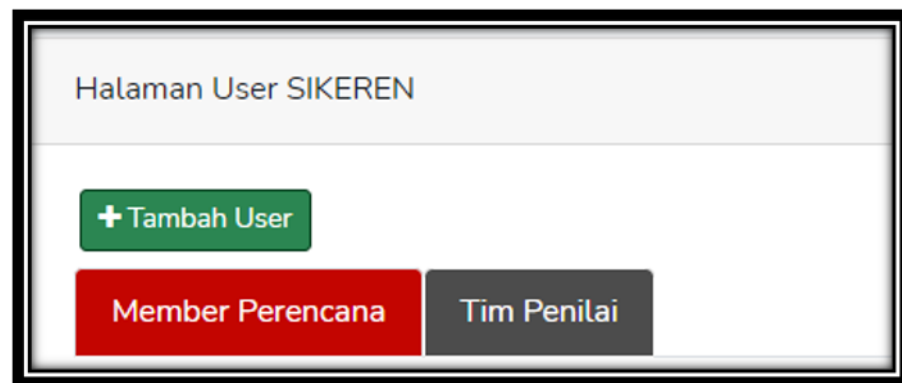 Halaman User SIKEREN
+ Tambah User
Member Perencana Tim Penilai